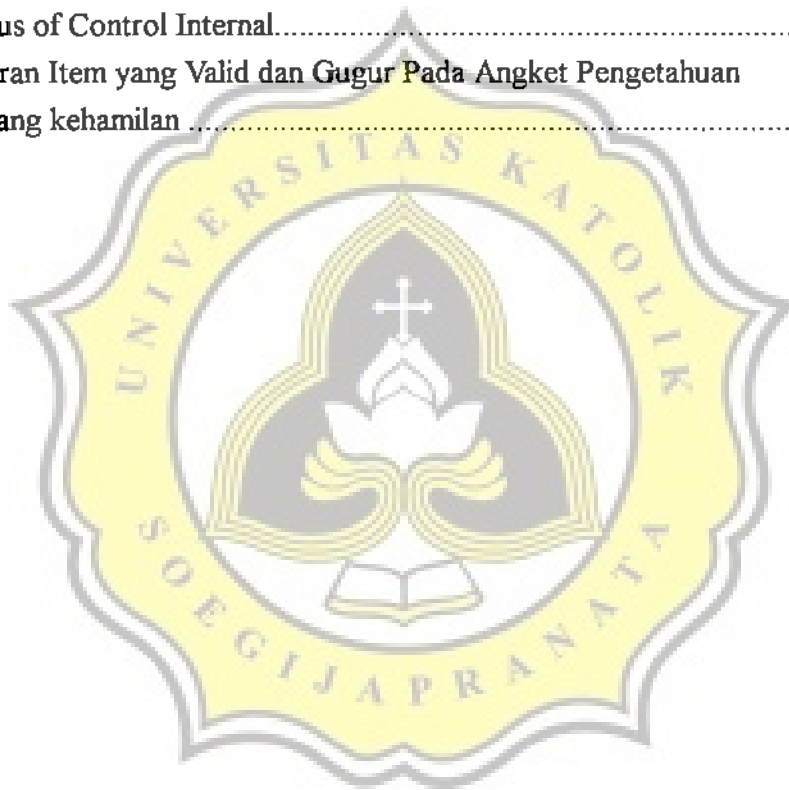 us of Control Internal..........................................................................
ran Item yang Valid dan Gugur Pada Angket Pengetahuan
ang kehamilan ..........................................................................
UNIVERSITAS KATOLIK
SOEGIJAPRANATA